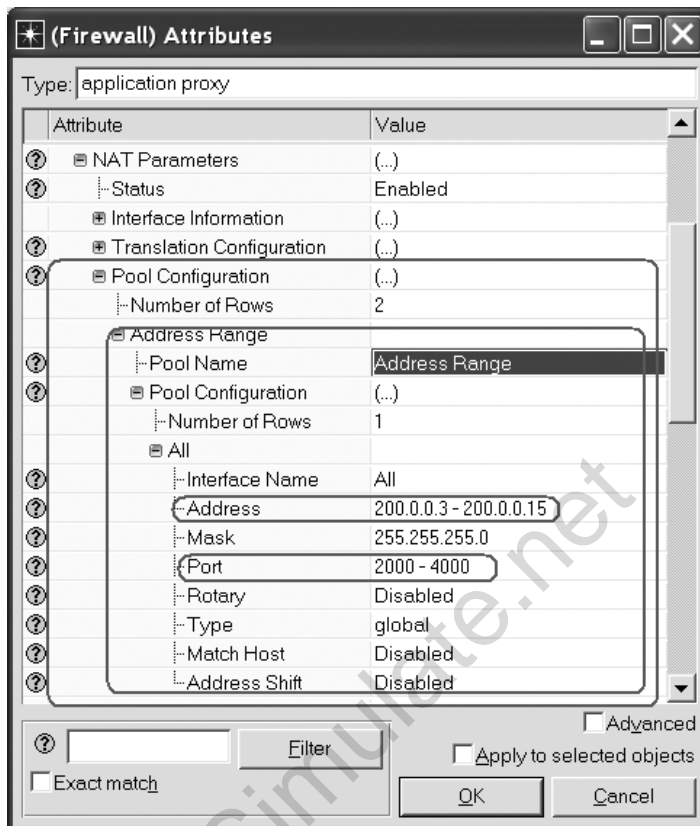 (Firewall) Attributes
Type: application proxy
Attribute Value
NAT Parameters (...)
Status Enabled
Interface Information (...)
Translation Configuration (...)
Pool Configuration (...)
Number of Rows 2
Address Range
Pool Name Address Range
Pool Configuration (...)
Number of Rows 1
All
Interface Name All
Address 200.0.0.3 - 200.0.0.15
Mask 255.255.255.0
Port 2000 - 4000
Rotary Disabled
Type global
Match Host Disabled
Address Shift Disabled
Advanced
Filter
Apply to selected objects
Exact match
OK Cancel
Simulate.net